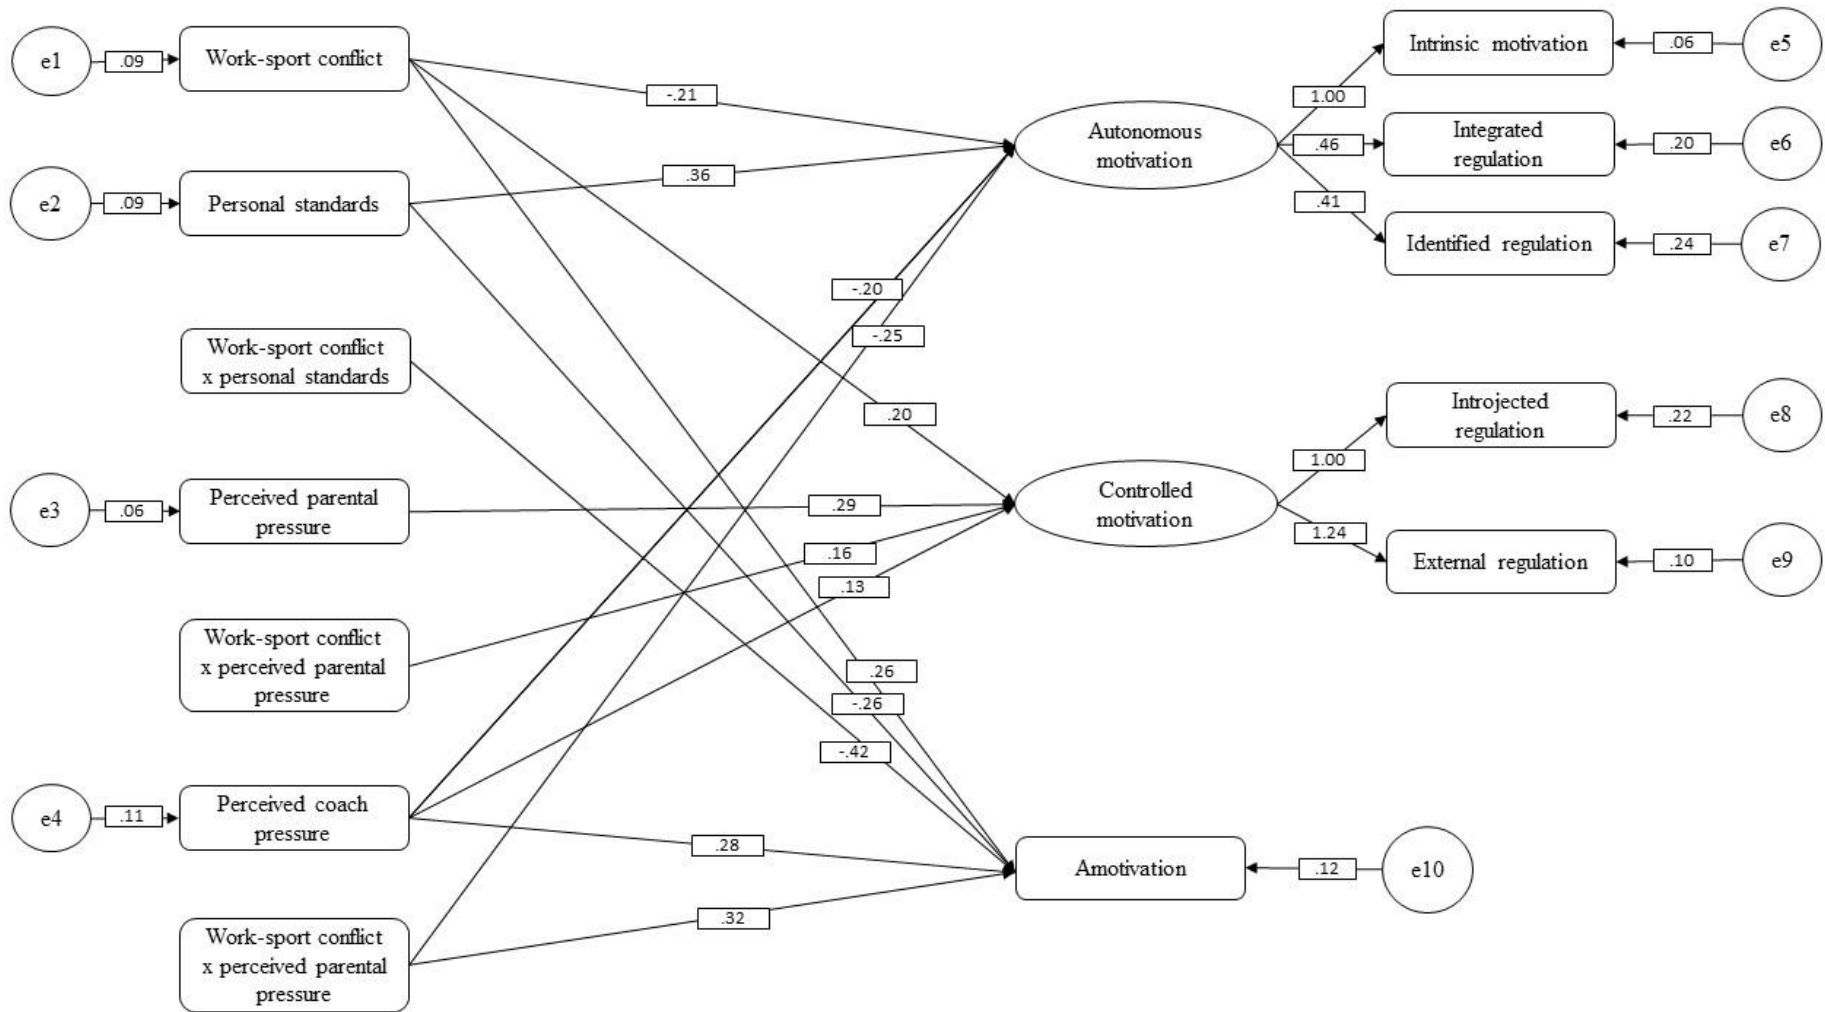 e1
.09
Work-sport conflict
e2
.09
Personal standards
Work-sport conflict
x personal standards
e3
.06
Perceived parental
pressure
Work-sport conflict
x perceived parental
pressure
e4
.11
Perceived coach
pressure
Work-sport conflict
x perceived parental
pressure
-.21
.36
-.20
-.25
.20
.29
.16
.13
.26
-.26
-.42
.28
.32
Autonomous
motivation
Controlled
motivation
Amotivation
1.00
.46
.41
1.00
1.24
Intrinsic motivation
.06
e5
Integrated
regulation
.20
e6
Identified regulation
.24
e7
Introjected
regulation
.22
e8
External regulation
.10
e9
.12
e10